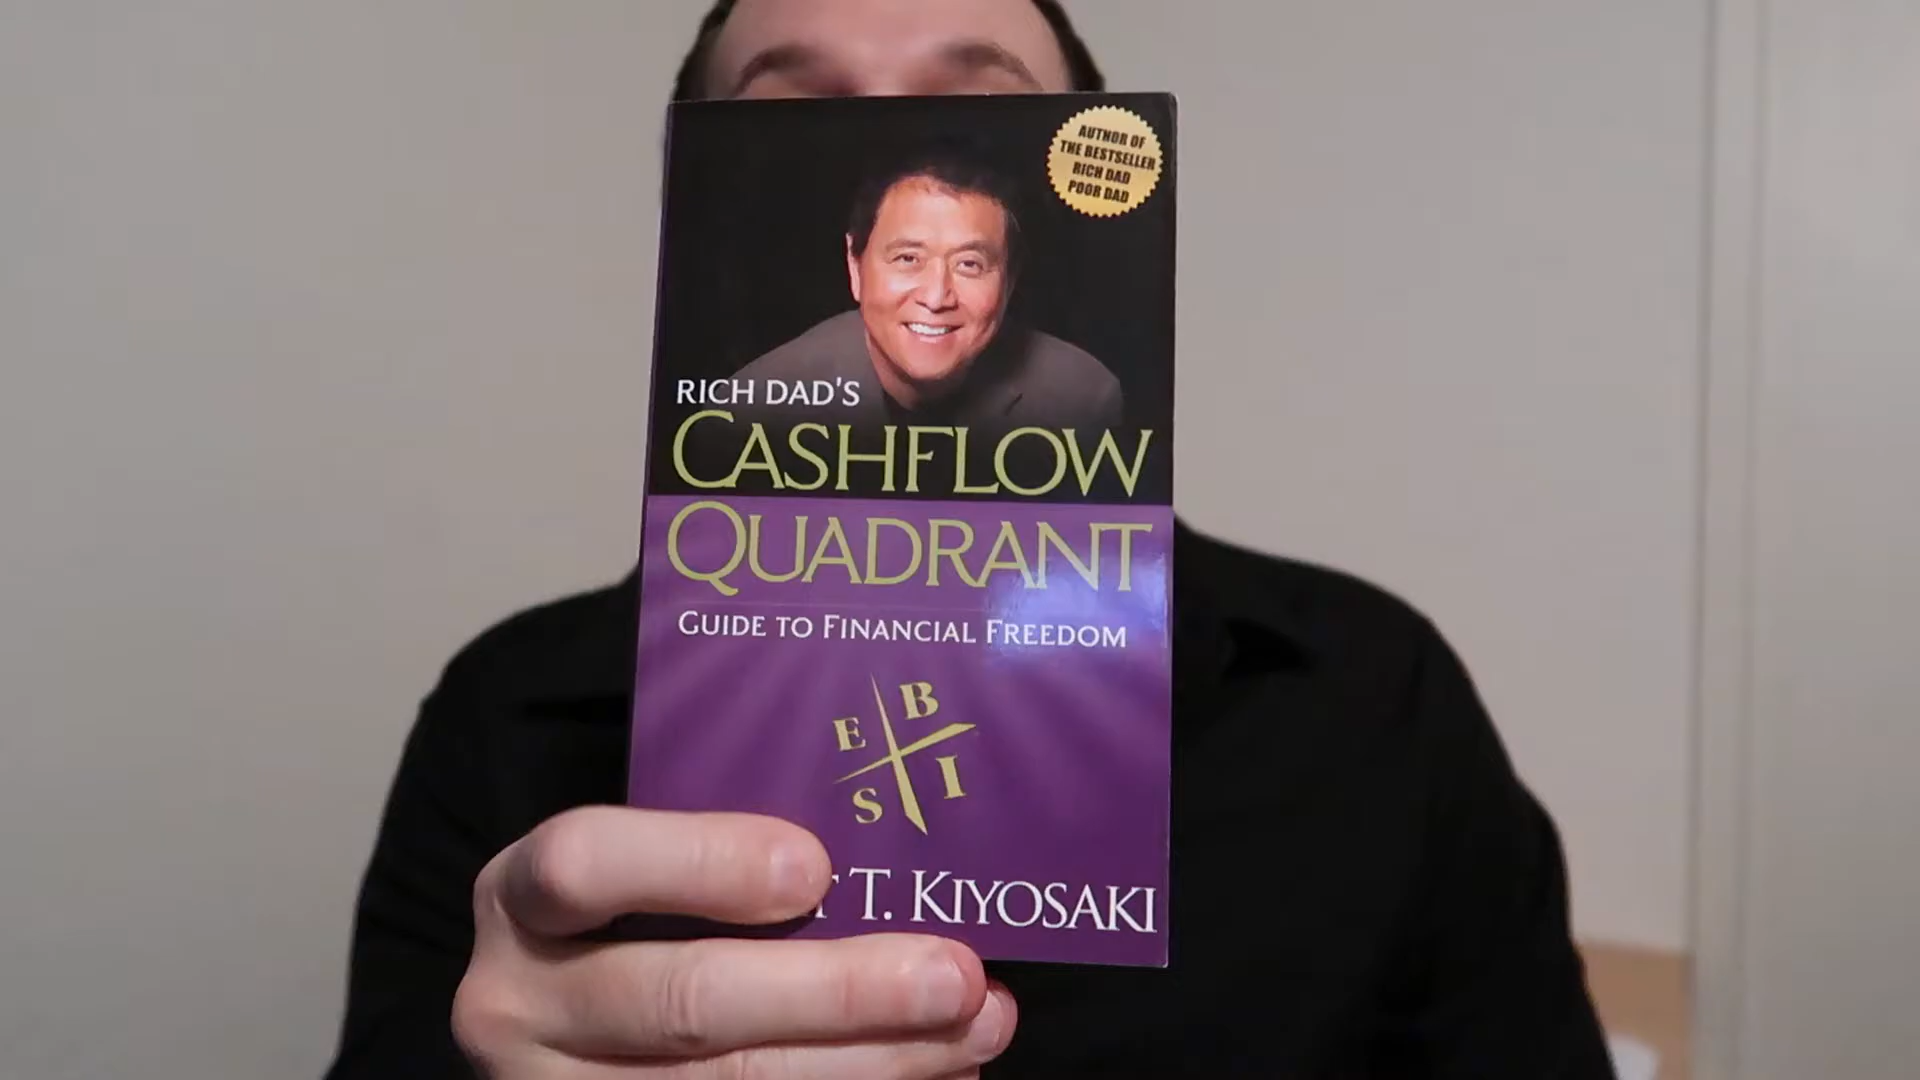 AUTHOR OF
THE BESTSELLER
RICH DAD
POOR DAD
RICH DAD'S
CASHFLOW
QUADRANT
GUIDE TO FINANCIAL FREEDOM
E B
S I
T. KIYOSAKI